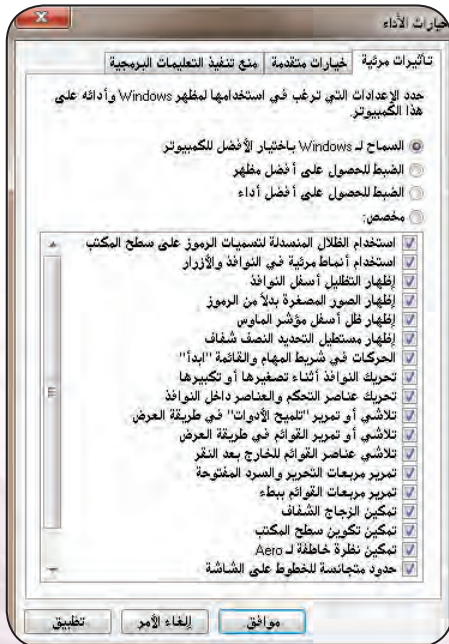 خيارات الأداء
تأثيرات مرئية
خيارات متقدمة
منع تنفيذ التعليمات البرمجية
حدد الإعدادات التي ترغب في استخدامها لمظهر Windows وأدائه على
هذا الكمبيوتر.
السماح لـ Windows باختيار الأفضل للكمبيوتر
الضبط للحصول على أفضل مظهر
الضبط للحصول على أفضل أداء
مخصص:
استخدام الظلال المنسدلة لتسميات الرموز على سطح المكتب
استخدام أنماط مرئية في النوافذ والأزرار
إظهار التظليل أسفل النوافذ
إظهار الصور المصغرة بدلاً من الرموز
إظهار ظل أسفل مؤشر الماوس
إظهار مستطيل التحديد النصف شفاف
الحركات في شريط المهام والقائمة "ابدأ"
تحريك النوافذ أثناء تصغيرها أو تكبيرها
تحريك عناصر التحكم والعناصر داخل النوافذ
تلاشي أو تمرير "تلميح الأدوات" في طريقة العرض
تلاشي أو تمرير القوائم في طريقة العرض
تلاشي عناصر القوائم للخارج بعد النقر
تمرير مربعات التحرير والسرد المفتوحة
تمرير مربعات القوائم ببطء
تمكين الزجاج الشفاف
تمكين تكوين سطح المكتب
تمكين نظرة خاطفة لـ Aero
حدود متجانسة للخطوط على الشاشة
موافق
إلغاء الأمر
تطبيق